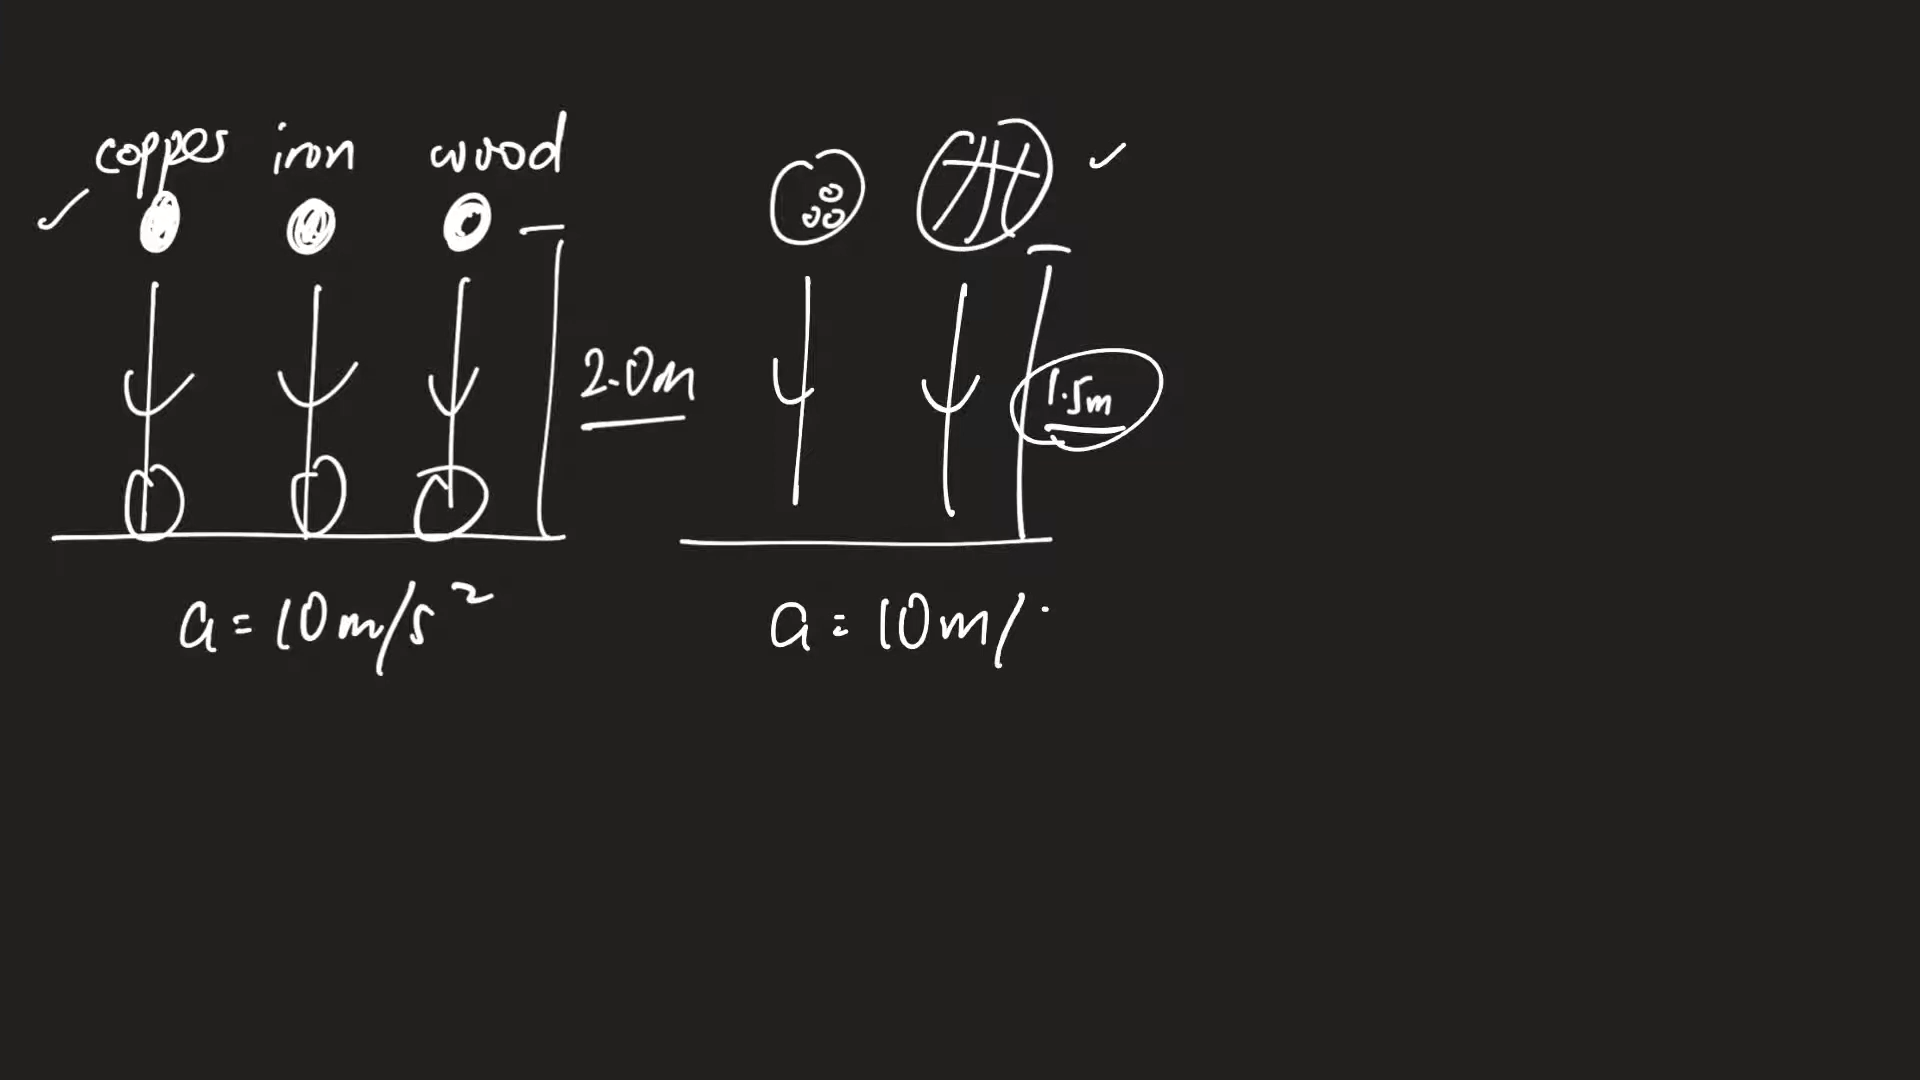 copper iron wood
2.0m
1.5m
a = 10m/s² a = 10m/